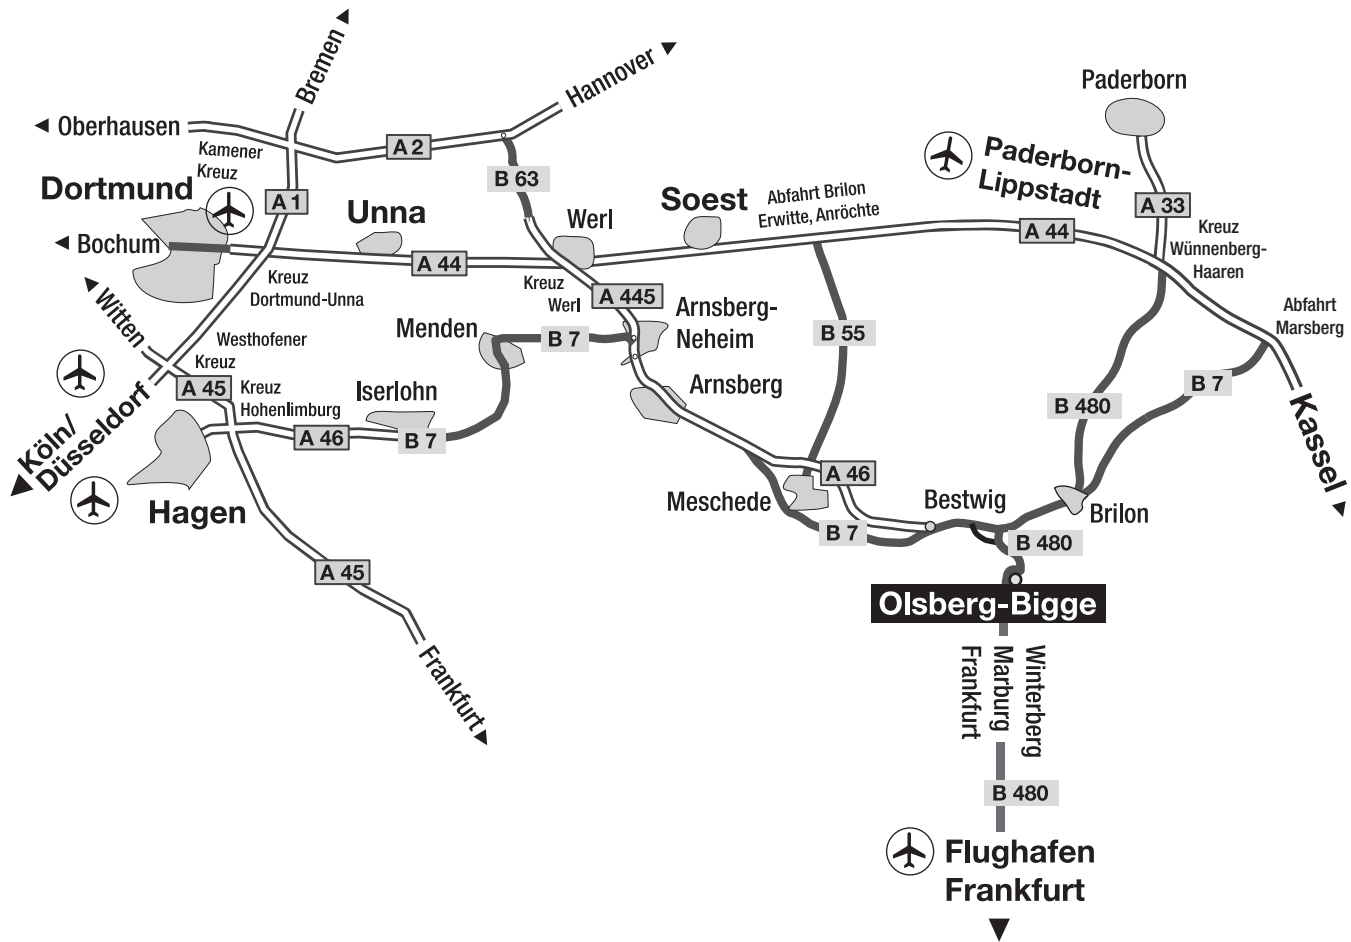 Bremen
Hannover
Oberhausen
Kamener
Kreuz
A 2
Paderborn
Dortmund
A 1
B 63
Unna
Werl
Soest
Abfahrt Brilon
Erwitte, Anröchte
Paderborn-
Lippstadt
A 33
Kreuz
Wünnenberg-
Haaren
Bochum
A 44
A 44
Kreuz
Dortmund-Unna
Kreuz
Werl
A 445
Witten
Westhofener
Kreuz
Menden
B 7
Arnsberg-
Neheim
B 55
Abfahrt
Marsberg
A 45
Kreuz
Hohenlimburg
Iserlohn
Arnsberg
B 480
B 7
Köln/
Düsseldorf
A 46
B 7
Kassel
Hagen
Meschede
A 46
Bestwig
Brilon
B 7
B 480
A 45
Olsberg-Bigge
Frankfurt
Winterberg
Marburg
Frankfurt
B 480
Flughafen
Frankfurt